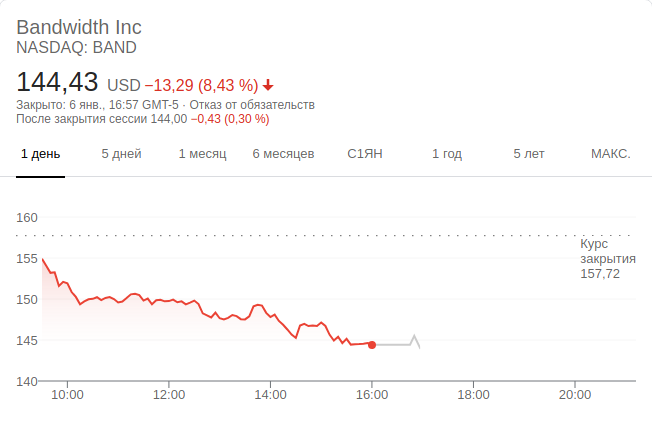 Bandwidth Inc
NASDAQ: BAND
144,43 USD −13,29 (8,43 %)
Закрыто: 6 янв., 16:57 GMT-5 · Отказ от обязательств
После закрытия сессии 144,00 −0,43 (0,30 %)
1 день 5 дней 1 месяц 6 месяцев С1ЯН 1 год 5 лет МАКС.
160
Курс
закрытия
157,72
155
150
145
140
10:00 12:00 14:00 16:00 18:00 20:00